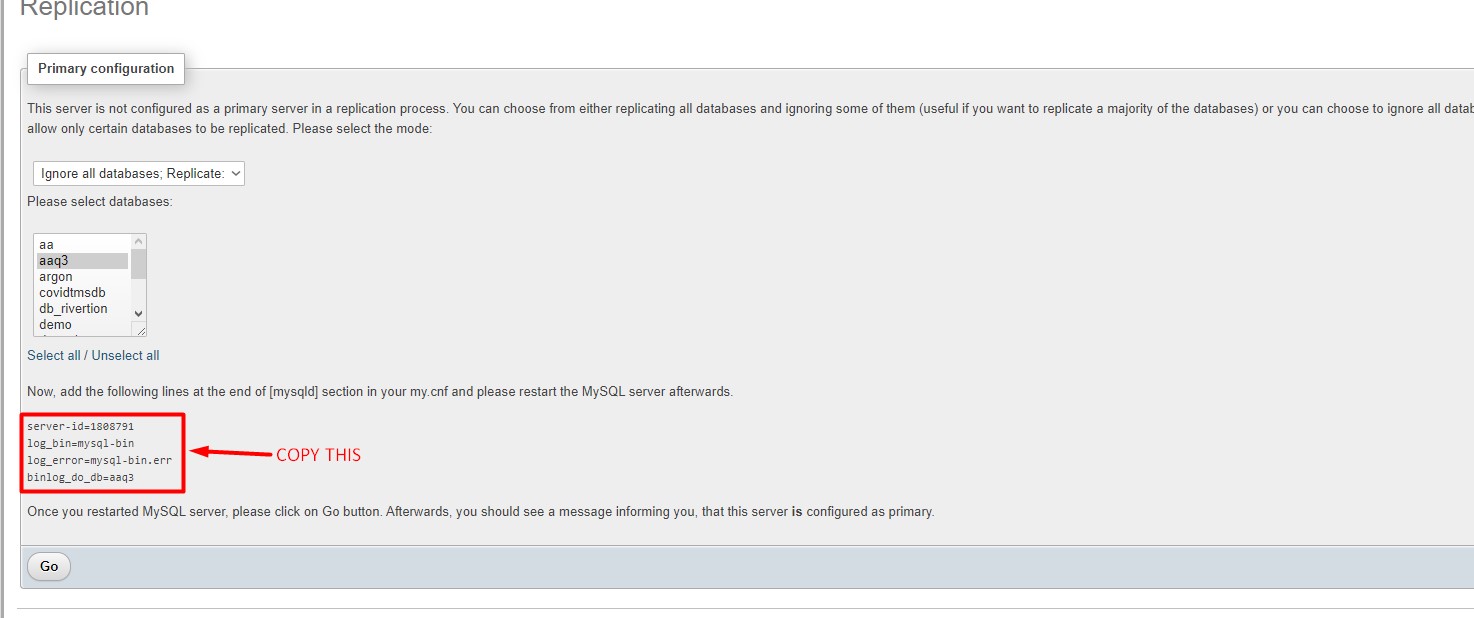 Replication
Primary configuration
This server is not configured as a primary server in a replication process. You can choose from either replicating all databases and ignoring some of them (useful if you want to replicate a majority of the databases) or you can choose to ignore all
allow only certain databases to be replicated. Please select the mode:
Ignore all databases; Replicate:
Please select databases:
aa
aaq3
argon
covidtmsdb
db_rivertion
demo
Select all / Unselect all
Now, add the following lines at the end of [mysqld] section in your my.cnf and please restart the MySQL server afterwards.
server-id=1808791
log_bin=mysql-bin
log_error=mysql-bin.err
COPY THIS
binlog_do_db=aaq3
Once you restarted MySQL server, please click on Go button. Afterwards, you should see a message informing you, that this server is configured as primary.
Go